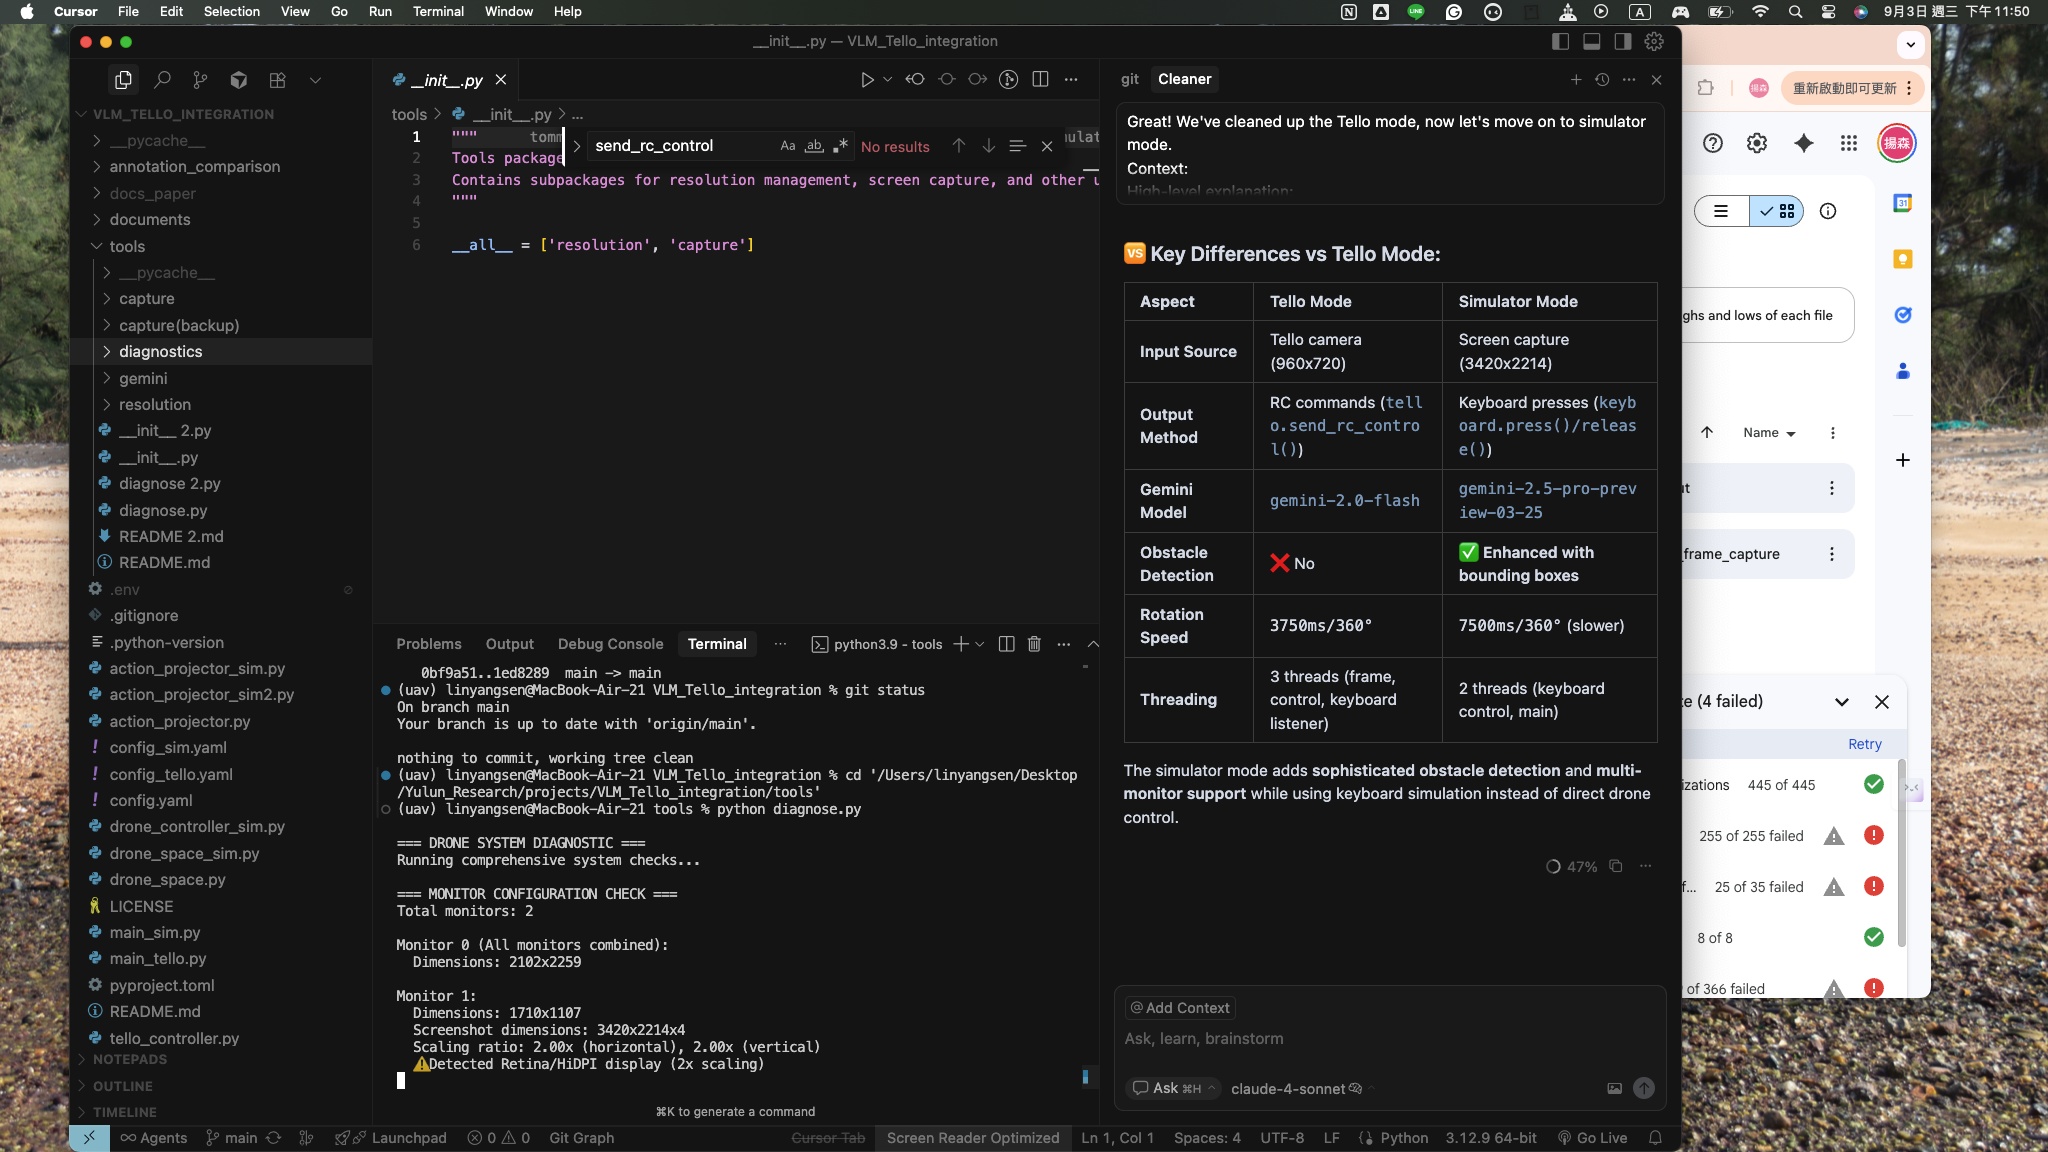 Cursor File Edit Selection View Go Run Terminal Window Help
LINE
A
9月3日 週三 下午11:50
__init__.py — VLM_Tello_integration
__init__.py
tools > __init__.py > ...
VLM_TELLO_INTEGRATION
__pycache__
annotation_comparison
docs_paper
documents
tools
__pycache__
capture
capture(backup)
diagnostics
gemini
resolution
__init__ 2.py
__init__.py
diagnose 2.py
diagnose.py
README 2.md
README.md
.env
.gitignore
.python-version
action_projector_sim.py
action_projector_sim2.py
action_projector.py
config_sim.yaml
config_tello.yaml
config.yaml
drone_controller_sim.py
drone_space_sim.py
drone_space.py
LICENSE
main_sim.py
main_tello.py
pyproject.toml
README.md
tello_controller.py
NOTEPADS
OUTLINE
TIMELINE
1 """ tomm
2 Tools package
3 Contains subpackages for resolution management, screen capture, and other u
4 """
5
6 __all__ = ['resolution', 'capture']
send_rc_control Aa ab No results
ulat
Problems Output Debug Console Terminal python3.9 - tools
0bf9a51..1ed8289 main -> main
(uav) linyangsen@MacBook-Air-21 VLM_Tello_integration % git status
On branch main
Your branch is up to date with 'origin/main'.
nothing to commit, working tree clean
(uav) linyangsen@MacBook-Air-21 VLM_Tello_integration % cd '/Users/linyangsen/Desktop
/Yulun_Research/projects/VLM_Tello_integration/tools'
(uav) linyangsen@MacBook-Air-21 tools % python diagnose.py
=== DRONE SYSTEM DIAGNOSTIC ===
Running comprehensive system checks...
=== MONITOR CONFIGURATION CHECK ===
Total monitors: 2
Monitor 0 (All monitors combined):
Dimensions: 2102x2259
Monitor 1:
Dimensions: 1710x1107
Screenshot dimensions: 3420x2214x4
Scaling ratio: 2.00x (horizontal), 2.00x (vertical)
⚠️Detected Retina/HiDPI display (2x scaling)
⌘K to generate a command
git Cleaner
Great! We've cleaned up the Tello mode, now let's move on to simulator
mode.
Context:
High-level explanation:
🆚 Key Differences vs Tello Mode:
Aspect Tello Mode Simulator Mode
Input Source
Tello camera
(960x720)
Screen capture
(3420x2214)
Output
Method
RC commands (tell
o.send_rc_contro
l())
Keyboard presses (keyb
oard.press()/releas
e())
Gemini
Model
gemini-2.0-flash
gemini-2.5-pro-prev
iew-03-25
Obstacle
Detection
❌ No
✅ Enhanced with
bounding boxes
Rotation
Speed
3750ms/360°
7500ms/360° (slower)
Threading
3 threads (frame,
control, keyboard
listener)
2 threads (keyboard
control, main)
The simulator mode adds sophisticated obstacle detection and multi-
monitor support while using keyboard simulation instead of direct drone
control.
47%
@ Add Context
Ask, learn, brainstorm
Ask ⌘H claude-4-sonnet
Agents main Launchpad 0 0 Git Graph Cursor Tab Screen Reader Optimized Ln 1, Col 1 Spaces: 4 UTF-8 LF Python 3.12.9 64-bit Go Live
揚森 重新啟動即可更新
揚森
31
ghs and lows of each file
Name
ut
_frame_capture
te (4 failed)
Retry
izations 445 of 445
255 of 255 failed
f... 25 of 35 failed
8 of 8
of 366 failed